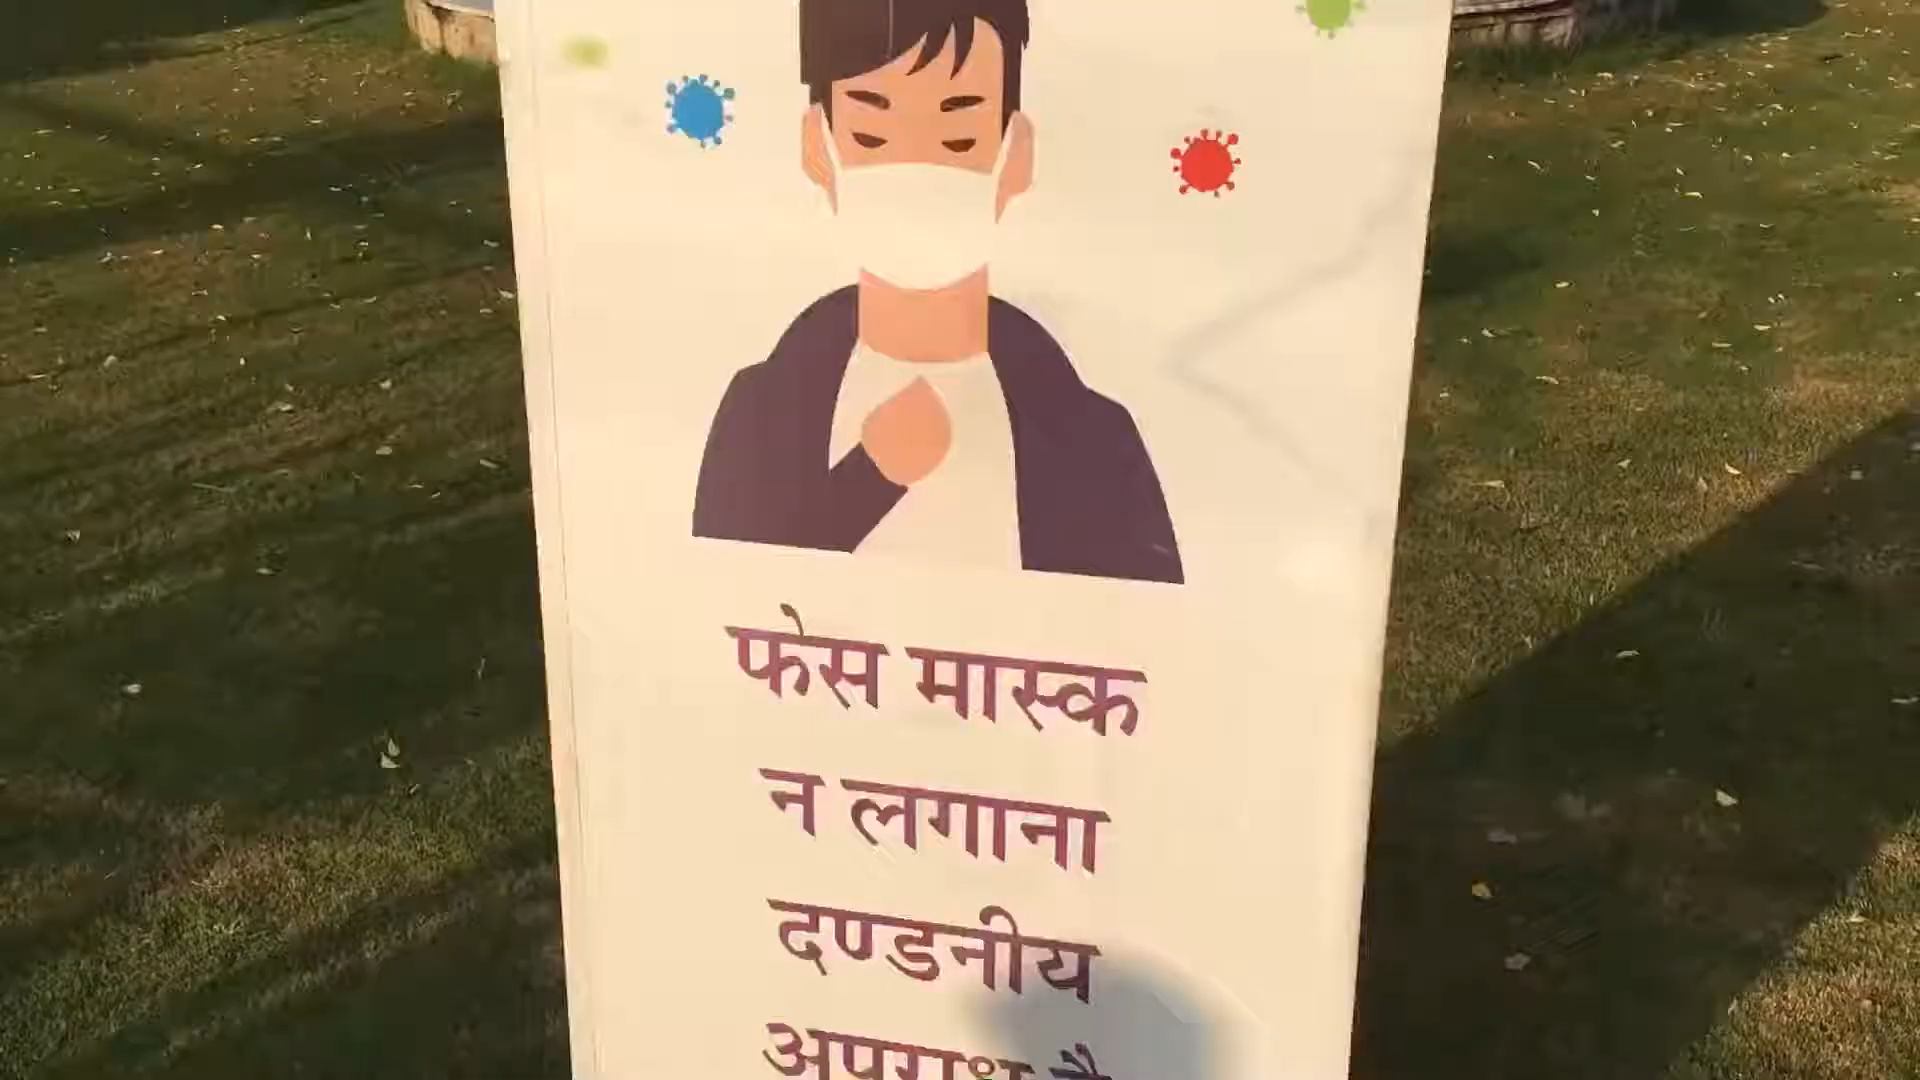 फेस मास्क
न लगाना
दण्डनीय
अपराध है